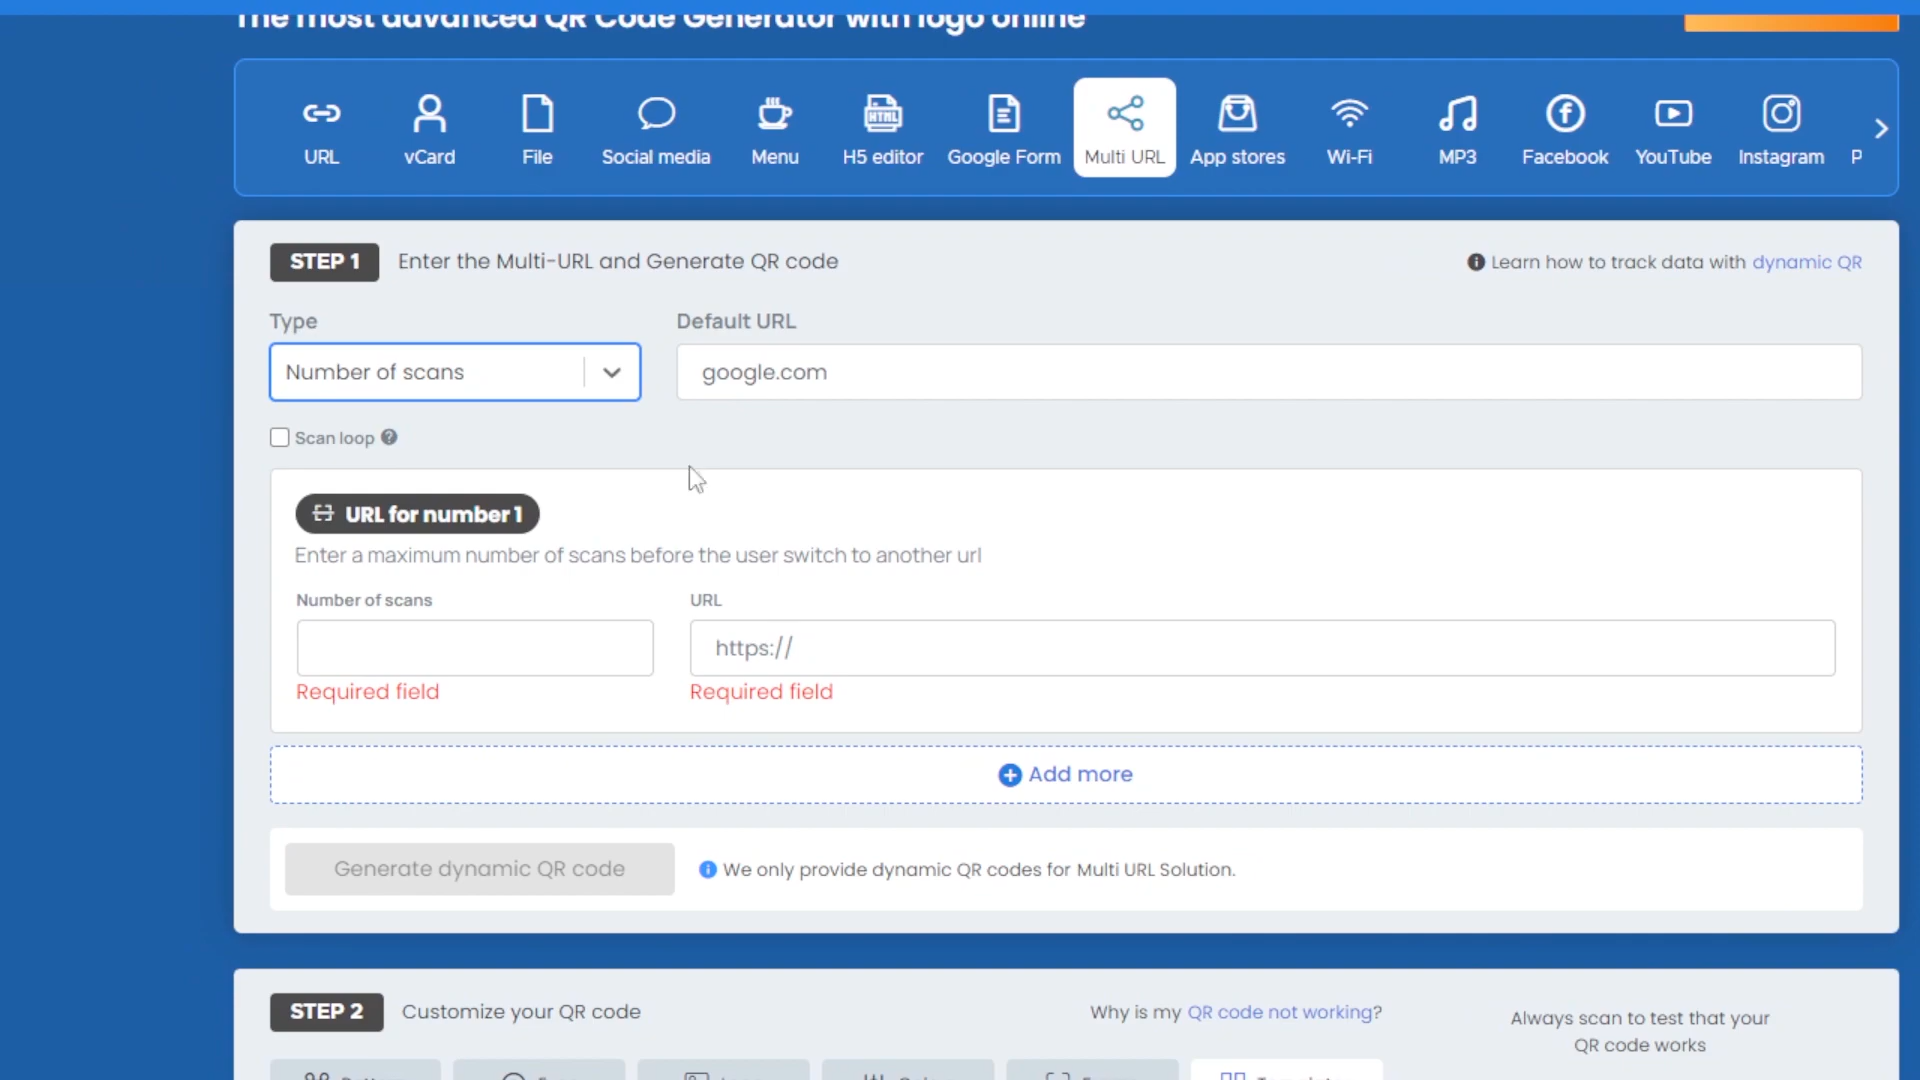 The most advanced QR Code Generator with logo online
URL
vCard
File
Social media
Menu
HTML
H5 editor
Google Form
Multi URL
App stores
Wi-Fi
MP3
Facebook
YouTube
Instagram
P
STEP 1 Enter the Multi-URL and Generate QR code
Learn how to track data with dynamic QR
Type
Default URL
Number of scans
google.com
Scan loop
URL for number 1
Enter a maximum number of scans before the user switch to another url
Number of scans
URL
https://
Required field
Required field
Add more
Generate dynamic QR code
We only provide dynamic QR codes for Multi URL Solution.
STEP 2 Customize your QR code
Why is my QR code not working?
Always scan to test that your
QR code works